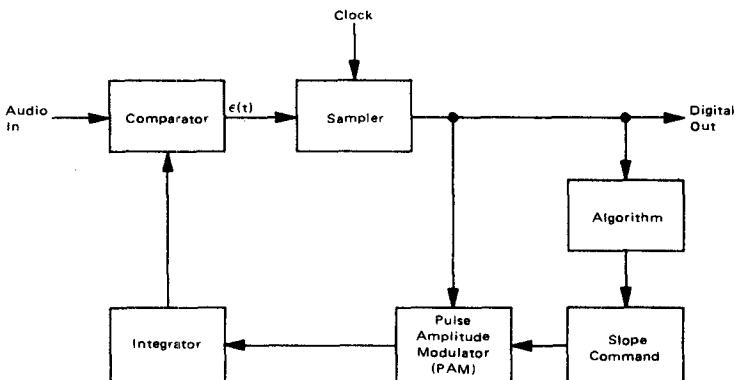 Clock
Audio
In
Comparator
ϵ(t)
Sampler
Digital
Out
Algorithm
Integrator
Pulse
Amplitude
Modulator
(PAM)
Slope
Command